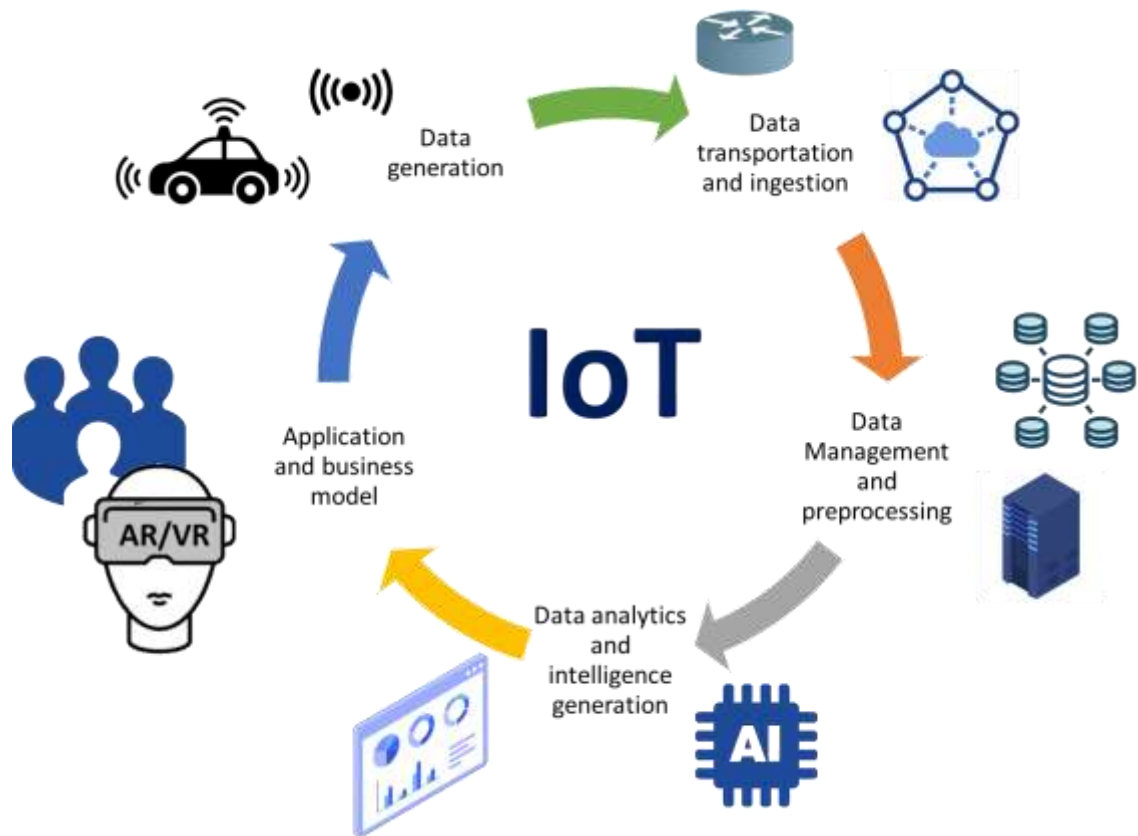 Data
generation
Data
transportation
and ingestion
IoT
Data
Management
and
preprocessing
Application
and business
model
AR/VR
Data analytics
and
intelligence
generation
AI